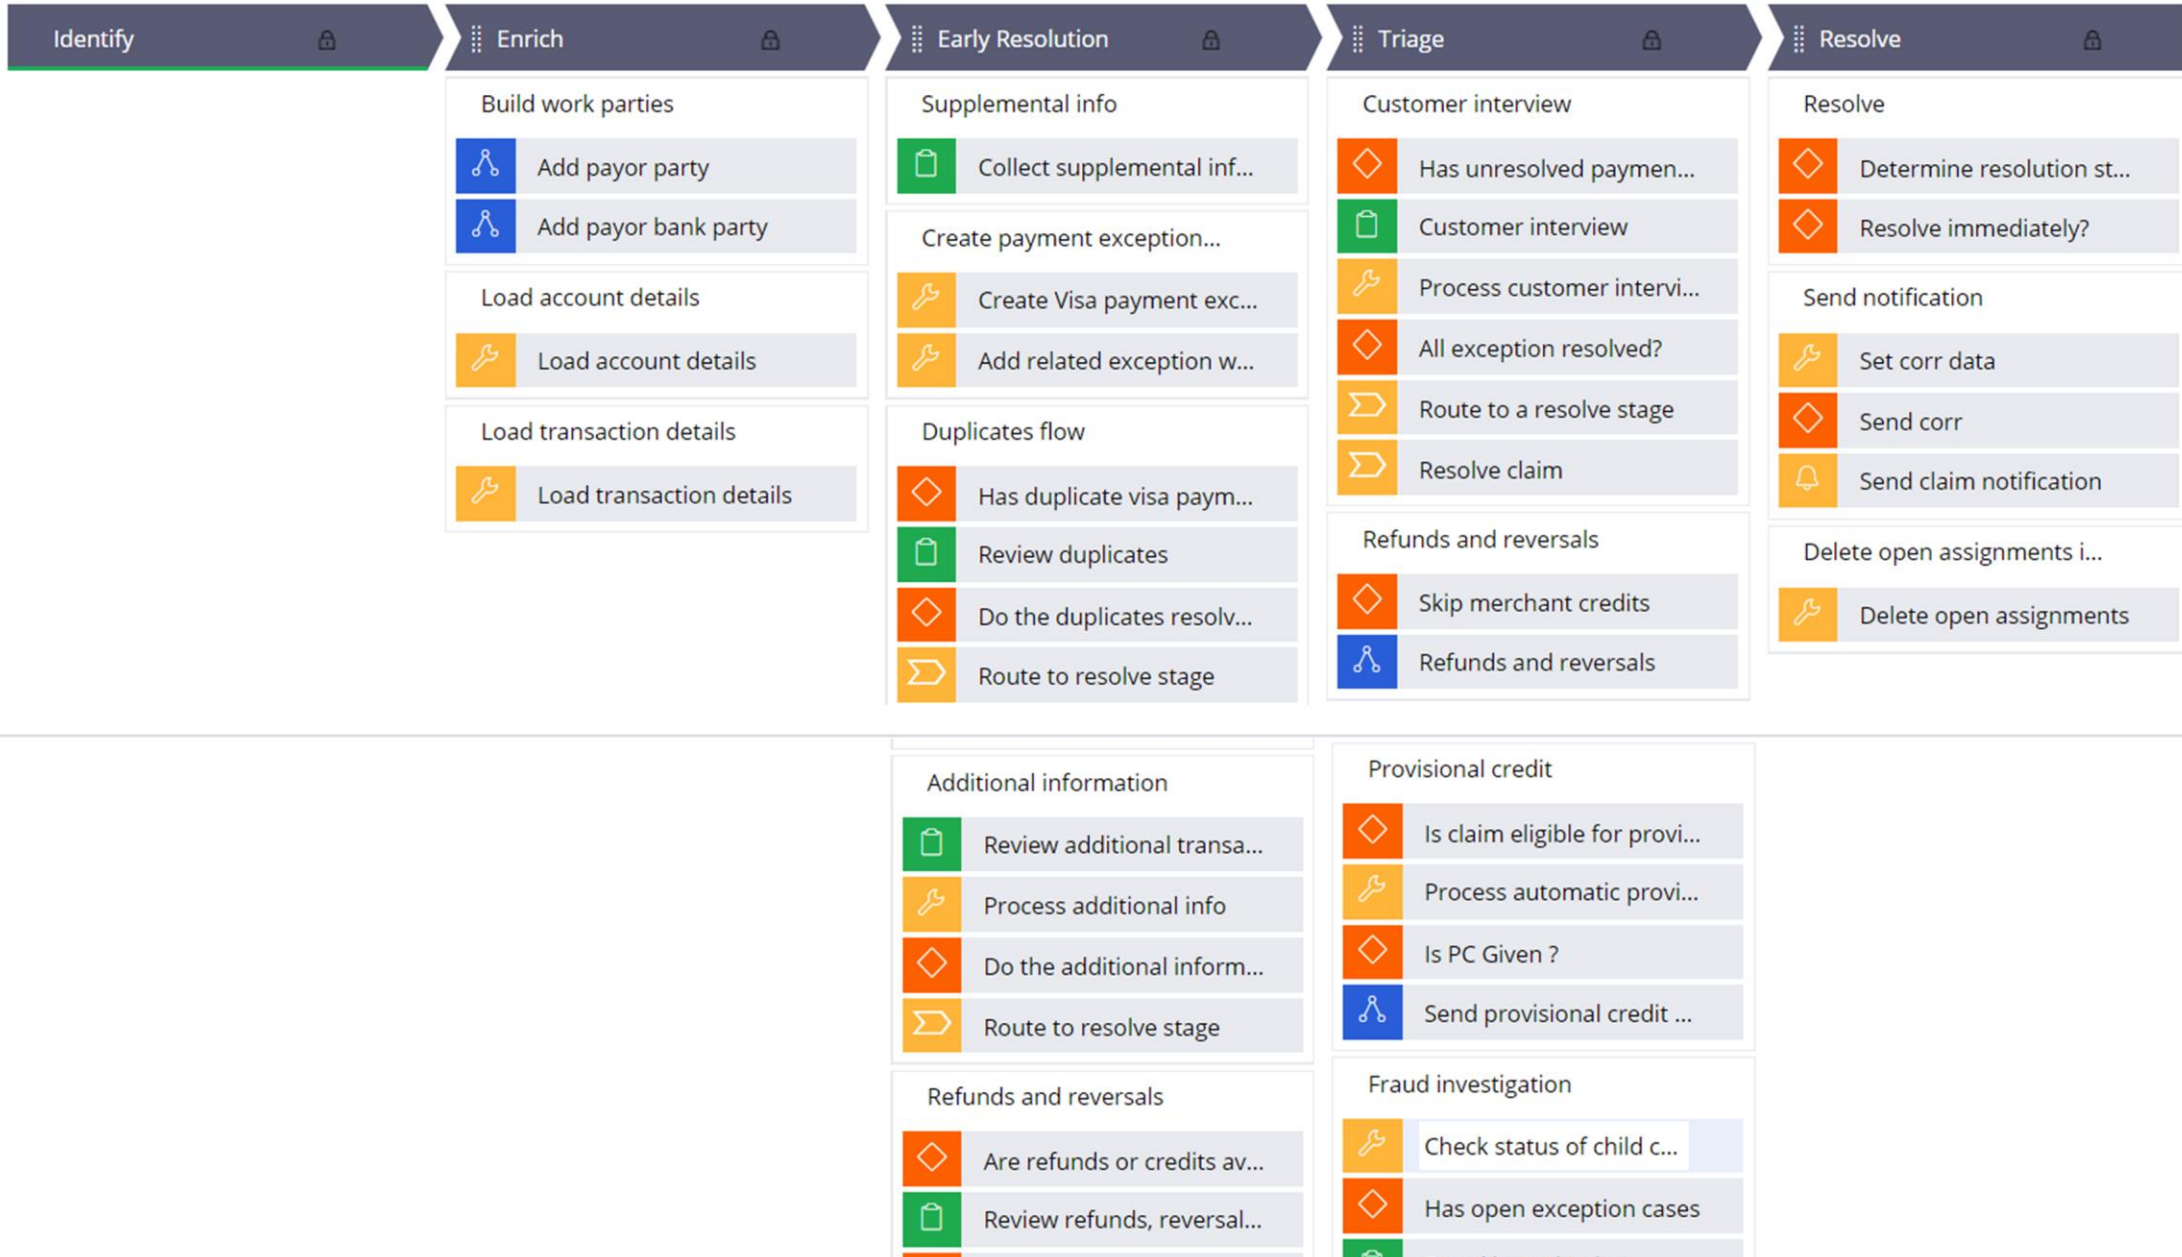 Identify
Enrich
Early Resolution
Triage
Resolve
Build work parties
Add payor party
Add payor bank party
Load account details
Load account details
Load transaction details
Load transaction details
Supplemental info
Collect supplemental inf...
Create payment exception...
Create Visa payment exc...
Add related exception w...
Duplicates flow
Has duplicate visa paym...
Review duplicates
Do the duplicates resolv...
Route to resolve stage
Customer interview
Has unresolved paymen...
Customer interview
Process customer intervi...
All exception resolved?
Route to a resolve stage
Resolve claim
Refunds and reversals
Skip merchant credits
Refunds and reversals
Resolve
Determine resolution st...
Resolve immediately?
Send notification
Set corr data
Send corr
Send claim notification
Delete open assignments i...
Delete open assignments
Additional information
Review additional transa...
Process additional info
Do the additional inform...
Route to resolve stage
Refunds and reversals
Are refunds or credits av...
Review refunds, reversal...
Provisional credit
Is claim eligible for provi...
Process automatic provi...
Is PC Given ?
Send provisional credit ...
Fraud investigation
Check status of child c...
Has open exception cases